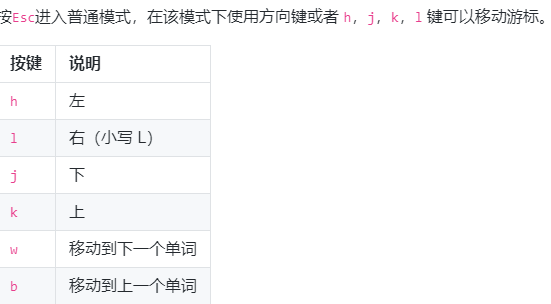 按Esc进入普通模式，在该模式下使用方向键或者 h, j, k, l 键可以移动游标。
按键 说明
h 左
l 右（小写 L）
j 下
k 上
w 移动到下一个单词
b 移动到上一个单词